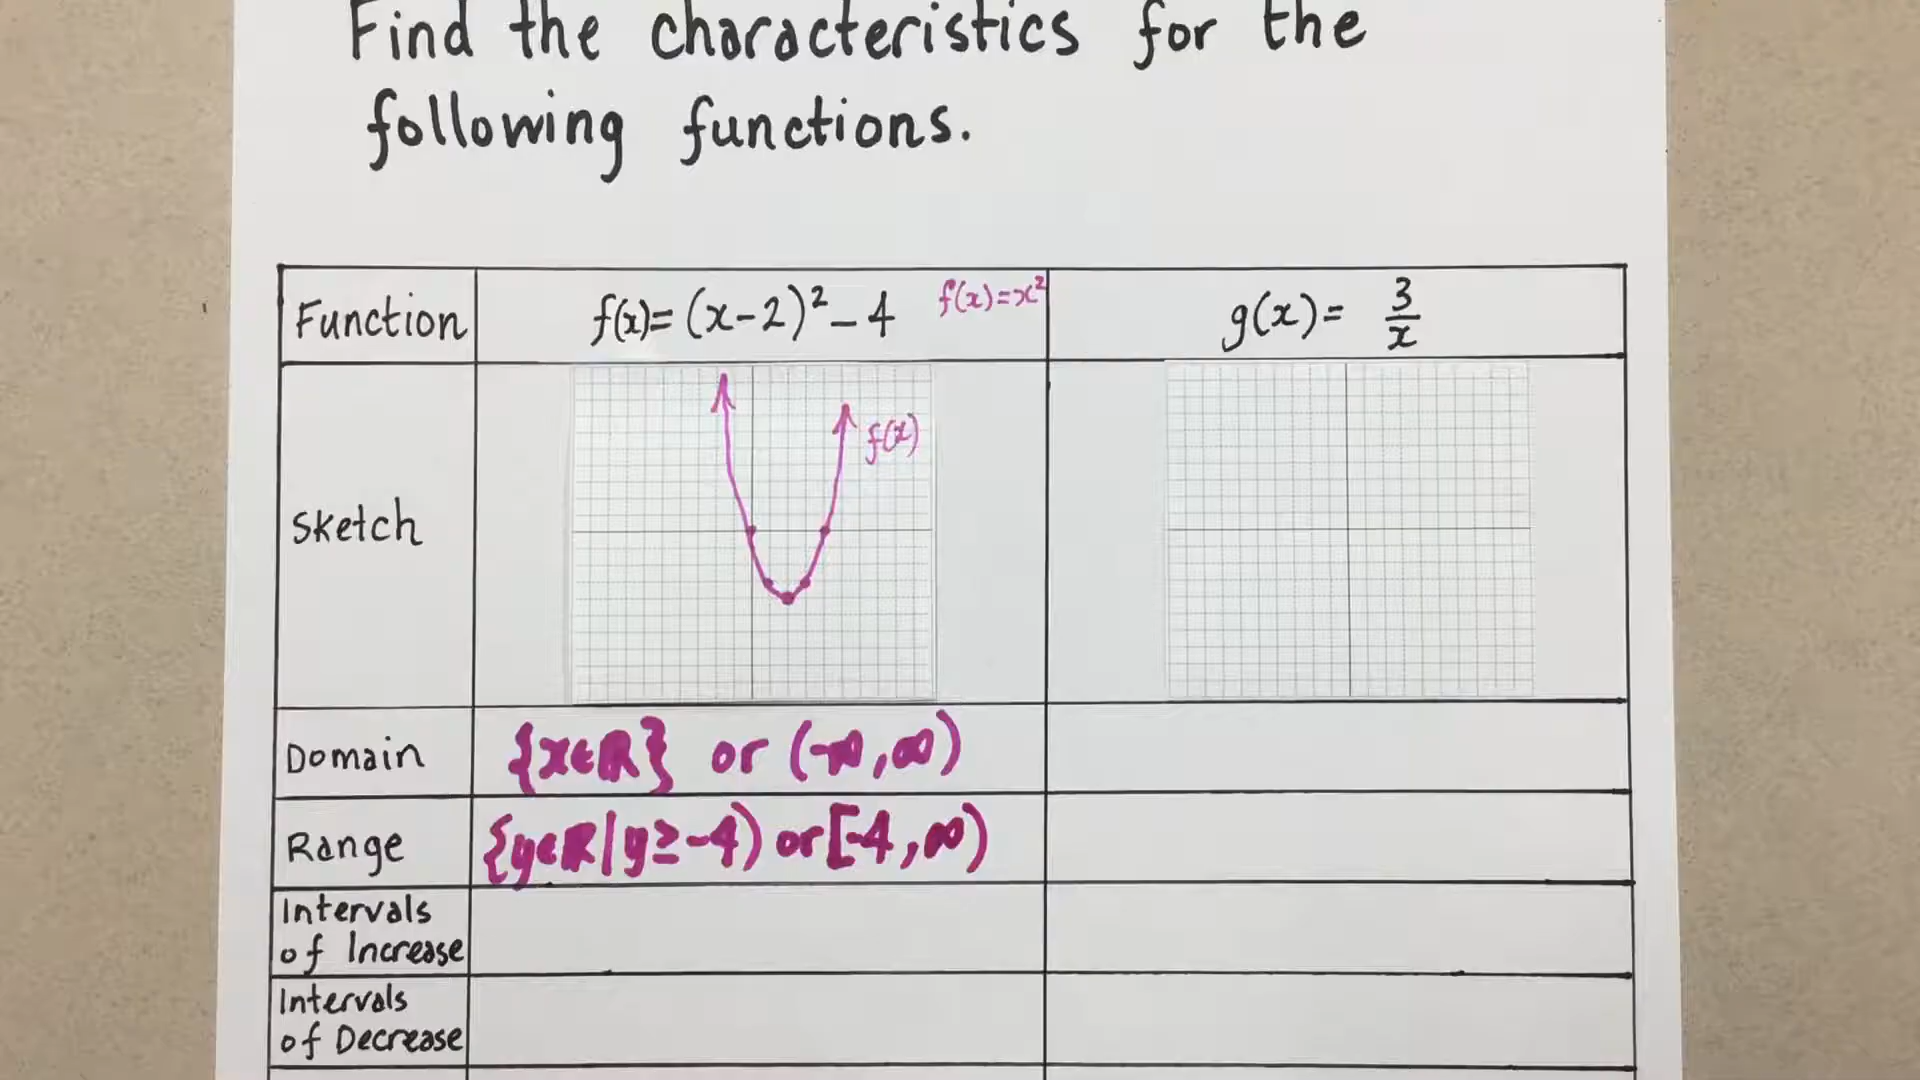 Find the characteristics for the
following functions.
Function
f(x)= (x-2)² - 4
f(x)=x²
g(x)= 3/x
Sketch
f(x)
Domain
{x∈R} or (-∞,∞)
Range
{y∈R|y≥-4) or [-4,∞)
Intervals
of Increase
Intervals
of Decrease